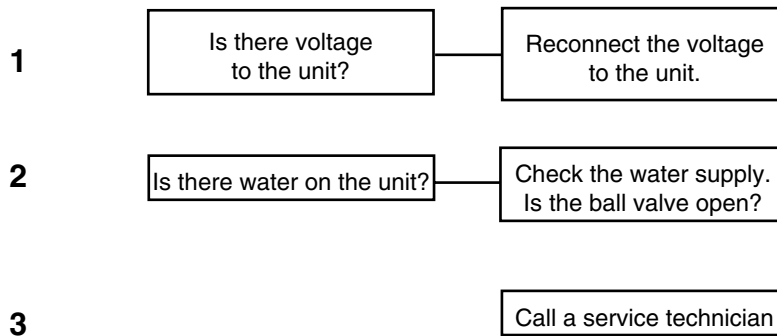 1
Is there voltage
to the unit?
Reconnect the voltage
to the unit.
2
Is there water on the unit?
Check the water supply.
Is the ball valve open?
3
Call a service technician